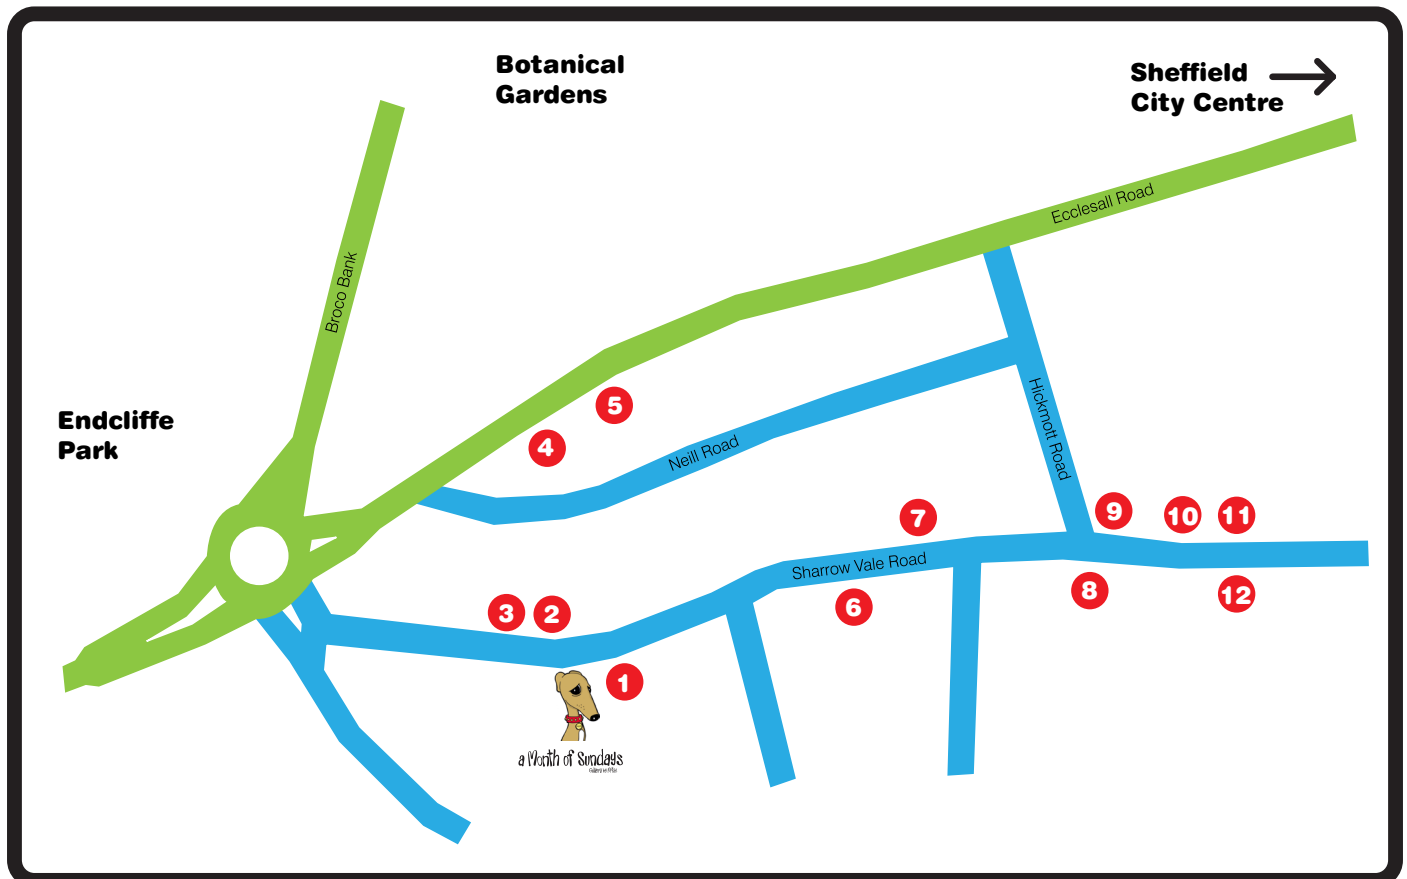 Botanical
Gardens
Sheffield
City Centre
Ecclesall Road
Broco Bank
Endcliffe
Park
Hickmott Road
Neill Road
Sharrow Vale Road
5
4
7
9
10
11
8
12
6
3
2
1
a Month of Sundays